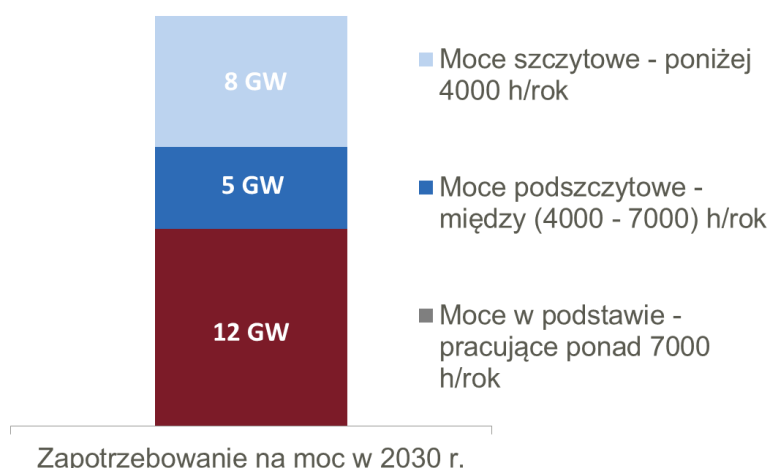 8 GW
5 GW
12 GW
Moce szczytowe - poniżej
4000 h/rok
Moce podszczytowe -
między (4000 - 7000) h/rok
Moce w podstawie -
pracujące ponad 7000
h/rok
Zapotrzebowanie na moc w 2030 r.